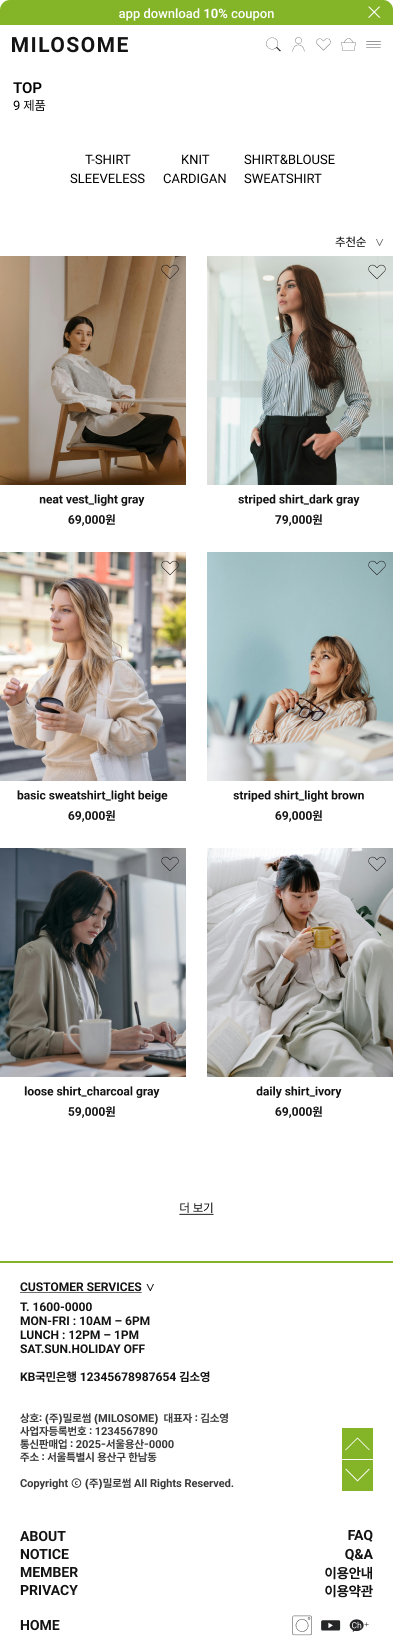 app download 10% coupon
MILOSOME
TOP
9 제품
T-SHIRT KNIT SHIRT&BLOUSE
SLEEVELESS CARDIGAN SWEATSHIRT
추천순
neat vest_light gray
69,000원
striped shirt_dark gray
79,000원
basic sweatshirt_light beige
69,000원
striped shirt_light brown
69,000원
loose shirt_charcoal gray
59,000원
daily shirt_ivory
69,000원
더 보기
CUSTOMER SERVICES
T. 1600-0000
MON-FRI : 10AM – 6PM
LUNCH : 12PM – 1PM
SAT.SUN.HOLIDAY OFF
KB국민은행 12345678987654 김소영
상호: (주)밀로썸 (MILOSOME) 대표자 : 김소영
사업자등록번호 : 1234567890
통신판매업 : 2025-서울용산-0000
주소 : 서울특별시 용산구 한남동
Copyright ⓒ (주)밀로썸 All Rights Reserved.
ABOUT
NOTICE
MEMBER
PRIVACY
FAQ
Q&A
이용안내
이용약관
HOME
Ch+